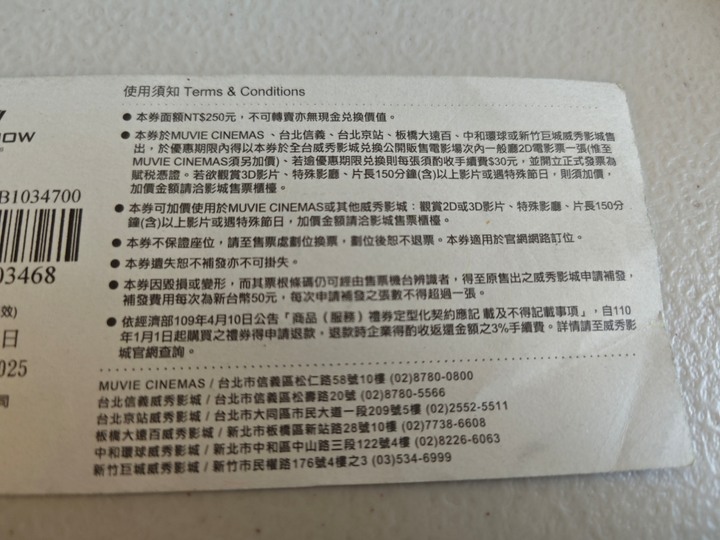 使用須知 Terms & Conditions
● 本券面額NT$250元，不可轉賣亦無現金兌換價值。
● 本券於MUVIE CINEMAS 、台北信義、台北京站、板橋大遠百、中和環球或新竹巨城威秀影城售
出，於優惠期限內得以本券於全台威秀影城兌換公開販售電影場次內一般廳2D電影票一張(惟至
MUVIE CINEMAS須另加價)、若逾優惠期限兌換則每張須酌收手續費$30元，並開立正式發票為
賦稅憑證。若欲觀賞3D影片、特殊影廳、片長150分鐘(含)以上影片或遇特殊節日，則須加價，
加價金額請洽影城售票櫃檯。
● 本券可加價使用於MUVIE CINEMAS或其他威秀影城：觀賞2D或3D影片、特殊影廳、片長150分
鐘(含)以上影片或遇特殊節日，加價金額請洽影城售票櫃檯。
● 本券不保證座位，請至售票處劃位換票，劃位後恕不退票。本券適用於官網網路訂位。
● 本券遺失恕不補發亦不可掛失。
● 本券因毀損或變形，而其票根條碼仍可經由售票機台辨識者，得至原售出之威秀影城申請補發，
補發費用每次為新台幣50元，每次申請補發之張數不得超過一張。
● 依經濟部109年4月10日公告「商品（服務）禮券定型化契約應記 載及不得記載事項」，自110
年1月1日起購買之禮券得申請退款，退款時企業得酌收返還金額之3%手續費。詳情請至威秀影
城官網查詢。
MUVIE CINEMAS / 台北市信義區松仁路58號10樓 (02)8780-0800
台北信義威秀影城 / 台北市信義區松壽路20號 (02)8780-5566
台北京站威秀影城 / 台北市大同區市民大道一段209號5樓 (02)2552-5511
板橋大遠百威秀影城 / 新北市板橋區新站路28號10樓 (02)7738-6608
中和環球威秀影城 / 新北市中和區中山路三段122號4樓 (02)8226-6063
新竹巨城威秀影城 / 新竹市民權路176號4樓之3 (03)534-6999
OW
B1034700
03468
效)
日
025
司